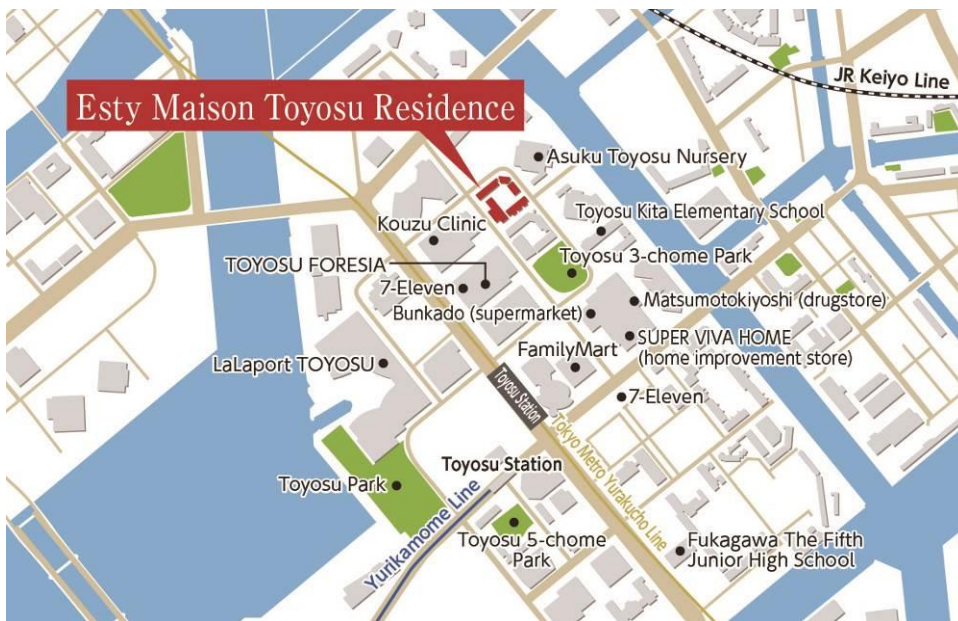 JR Keiyo Line
Esty Maison Toyosu Residence
Asuku Toyosu Nursery
Toyosu Kita Elementary School
Kouzu Clinic
Toyosu 3-chome Park
TOYOSU FORESIA
7-Eleven
Matsumotokiyoshi (drugstore)
Bunkado (supermarket)
SUPER VIVA HOME
(home improvement store)
FamilyMart
LaLaport TOYOSU
7-Eleven
Toyosu Station
Tokyo Metro Yurakucho Line
Toyosu Station
Toyosu Park
Yurikamome Line
Toyosu 5-chome
Park
Fukagawa The Fifth
Junior High School